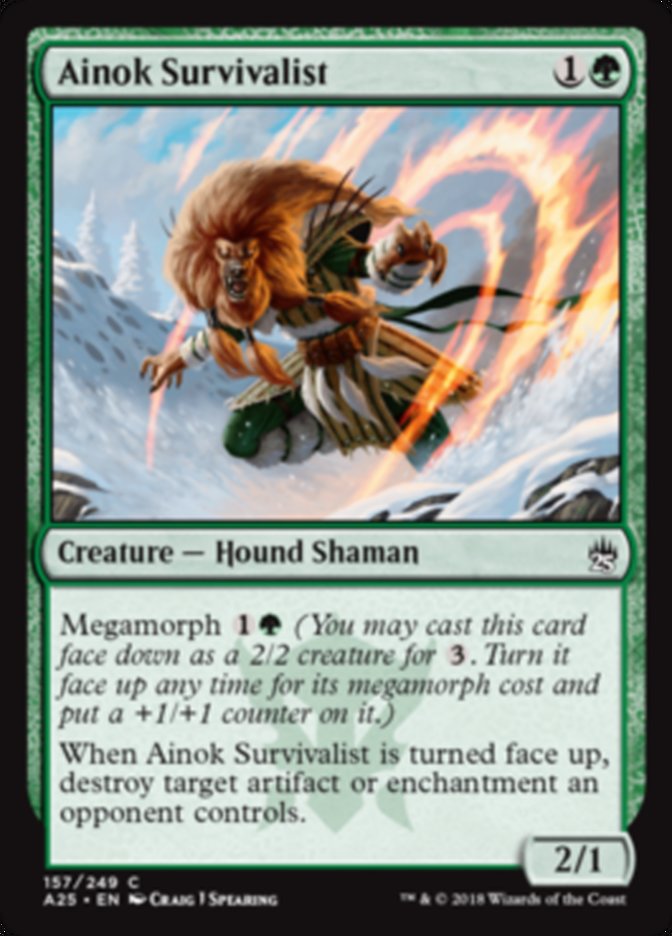 Ainok Survivalist 1
Creature — Hound Shaman
25
Megamorph 1 (You may cast this card
face down as a 2/2 creature for 3. Turn it
face up any time for its megamorph cost and
put a +1/+1 counter on it.)
When Ainok Survivalist is turned face up,
destroy target artifact or enchantment an
opponent controls.
2/1
157/249 C
A25 • EN Craig J Spearing
™ & © 2018 Wizards of the Coast